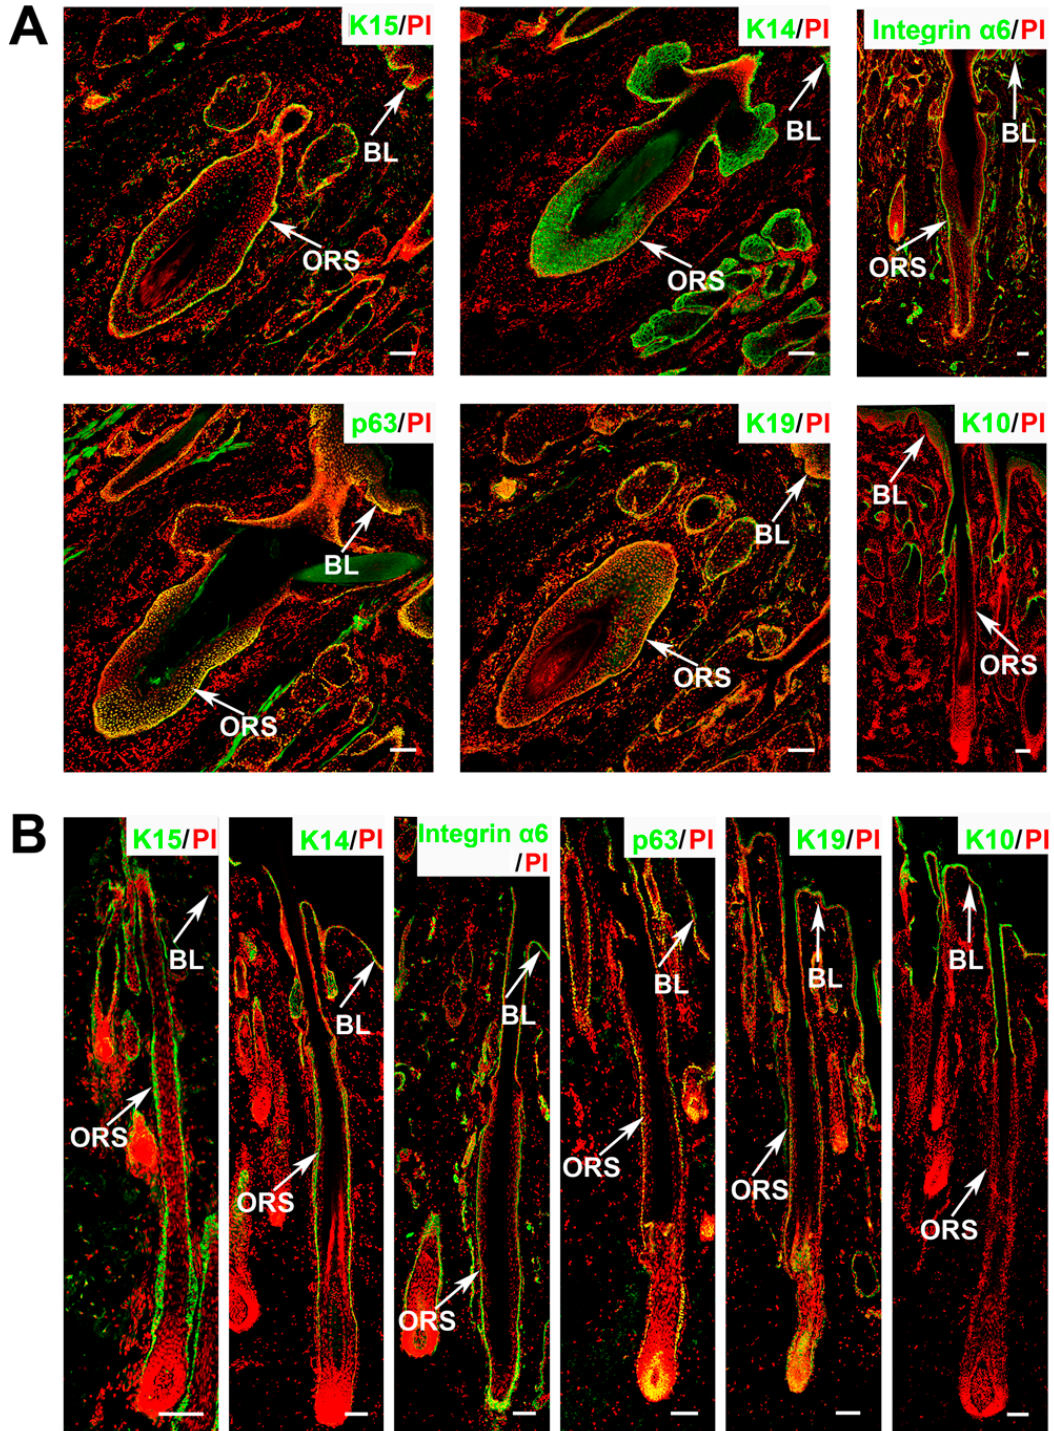 A
K15/PI
BL
ORS
K14/PI
BL
ORS
Integrin α6/PI
BL
ORS
p63/PI
BL
ORS
K19/PI
BL
ORS
K10/PI
BL
ORS
B
K15/PI
BL
ORS
K14/PI
BL
ORS
Integrin α6
/PI
BL
ORS
p63/PI
BL
ORS
K19/PI
BL
ORS
K10/PI
BL
ORS